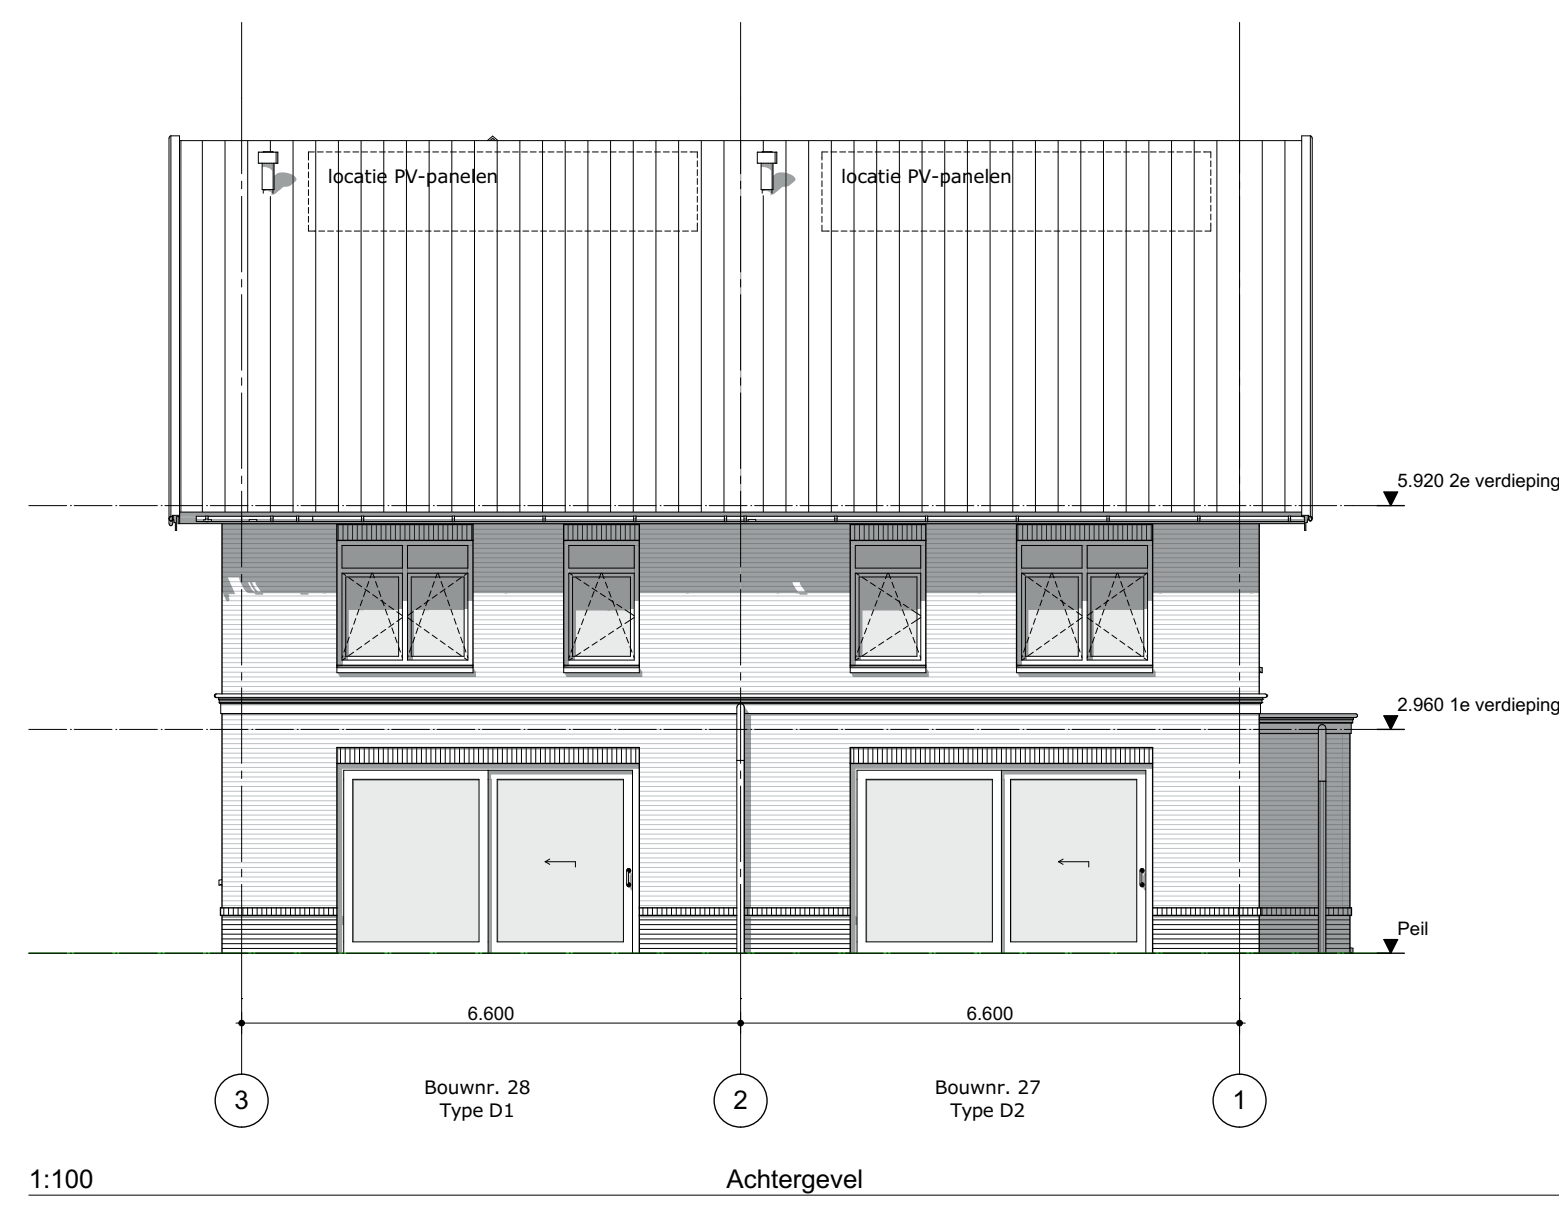 locatie PV-panelen
locatie PV-panelen
5.920 2e verdieping
2.960 1e verdieping
Peil
6.600
6.600
3
Bouwnr. 28
Type D1
2
Bouwnr. 27
Type D2
1
1:100
Achtergevel